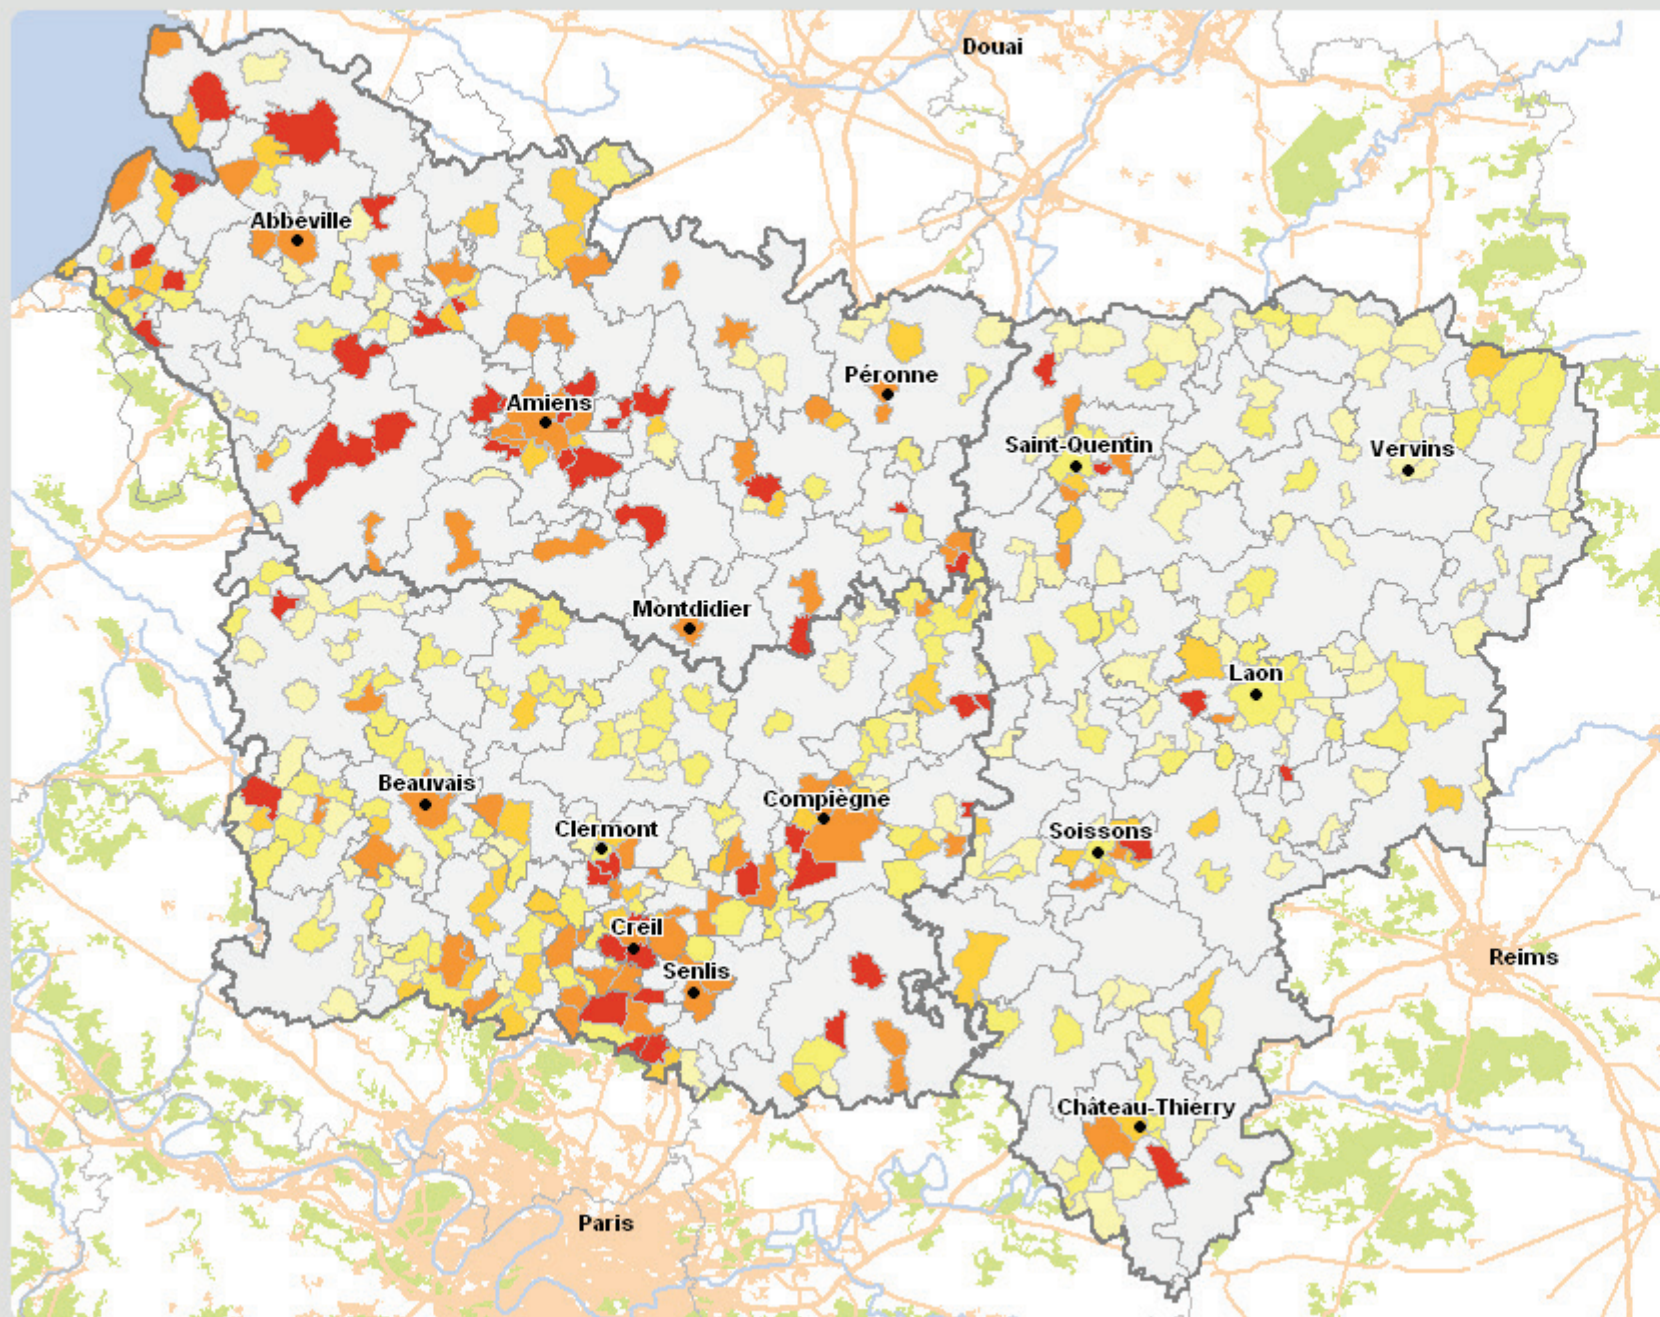 Douai
Abbeville
Péronne
Amiens
Saint-Quentin
Vervins
Montdidier
Laon
Beauvais
Compiègne
Clermont
Soissons
Creil
Senlis
Reims
Château-Thierry
Paris